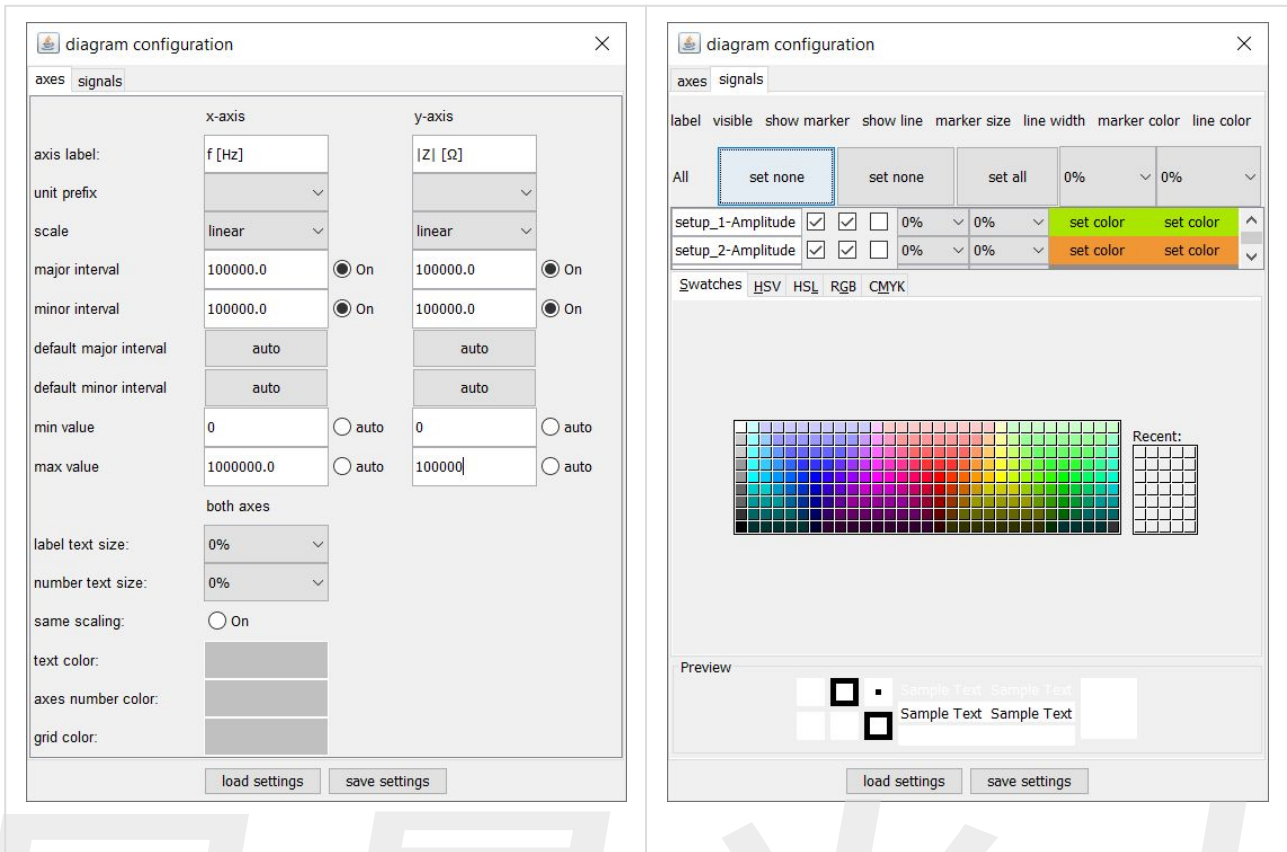 diagram configuration
axes signals
x-axis y-axis
axis label: f [Hz] |Z| [Ω]
unit prefix
scale linear linear
major interval 100000.0 On 100000.0 On
minor interval 100000.0 On 100000.0 On
default major interval auto auto
default minor interval auto auto
min value 0 auto 0 auto
max value 1000000.0 auto 100000 auto
both axes
label text size: 0%
number text size: 0%
same scaling: On
text color:
axes number color:
grid color:
load settings save settings
diagram configuration
axes signals
label visible show marker show line marker size line width marker color line color
All set none set none set all 0% 0%
setup_1-Amplitude 0% 0% set color set color
setup_2-Amplitude 0% 0% set color set color
Swatches HSV HSL RGB CMYK
Recent:
Preview
Sample Text Sample Text
Sample Text Sample Text
load settings save settings